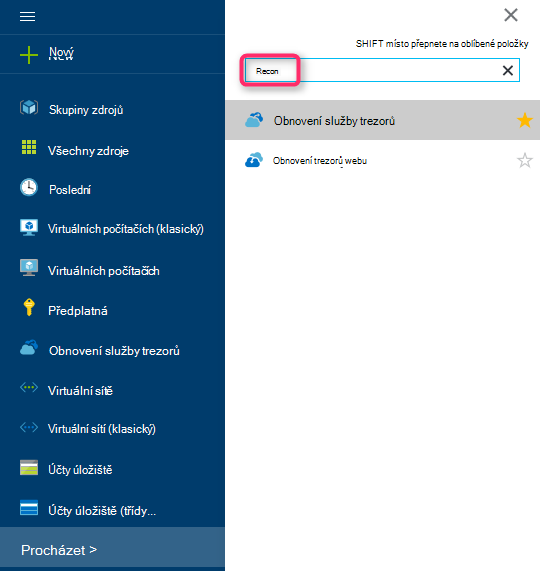 Nový
Skupiny zdrojů
Všechny zdroje
Poslední
Virtuálních počítačích (klasický)
Virtuálních počítačích
Předplatná
Obnovení služby trezorů
Virtuální sítě
Virtuální sítí (klasický)
Účty úložiště
Účty úložiště (třídy...
Procházet >
SHIFT místo přepnete na oblíbené položky
Recon
Obnovení služby trezorů
Obnovení trezorů webu